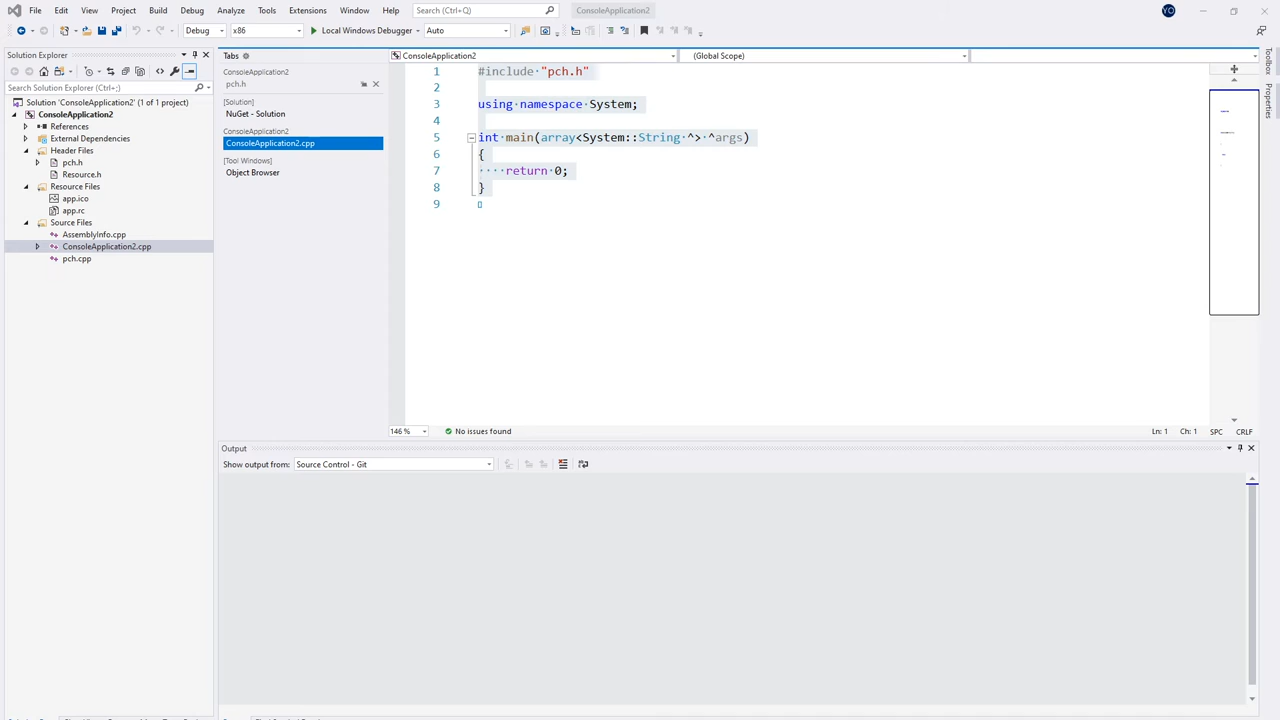 File Edit View Project Build Debug Analyze Tools Extensions Window Help Search (Ctrl+Q) ConsoleApplication2 YO
Debug x86 Local Windows Debugger Auto
Solution Explorer
Search Solution Explorer (Ctrl+;)
Solution 'ConsoleApplication2' (1 of 1 project)
ConsoleApplication2
References
External Dependencies
Header Files
pch.h
Resource.h
Resource Files
app.ico
app.rc
Source Files
AssemblyInfo.cpp
ConsoleApplication2.cpp
pch.cpp
Tabs
ConsoleApplication2
pch.h
[Solution]
NuGet - Solution
ConsoleApplication2
ConsoleApplication2.cpp
[Tool Windows]
Object Browser
ConsoleApplication2 (Global Scope)
1 #include "pch.h"
2
3 using namespace System;
4
5 int main(array<System::String ^> ^args)
6 {
7 return 0;
8 }
9
146 % No issues found Ln: 1 Ch: 1 SPC CRLF
Output
Show output from: Source Control - Git
Toolbox
Properties